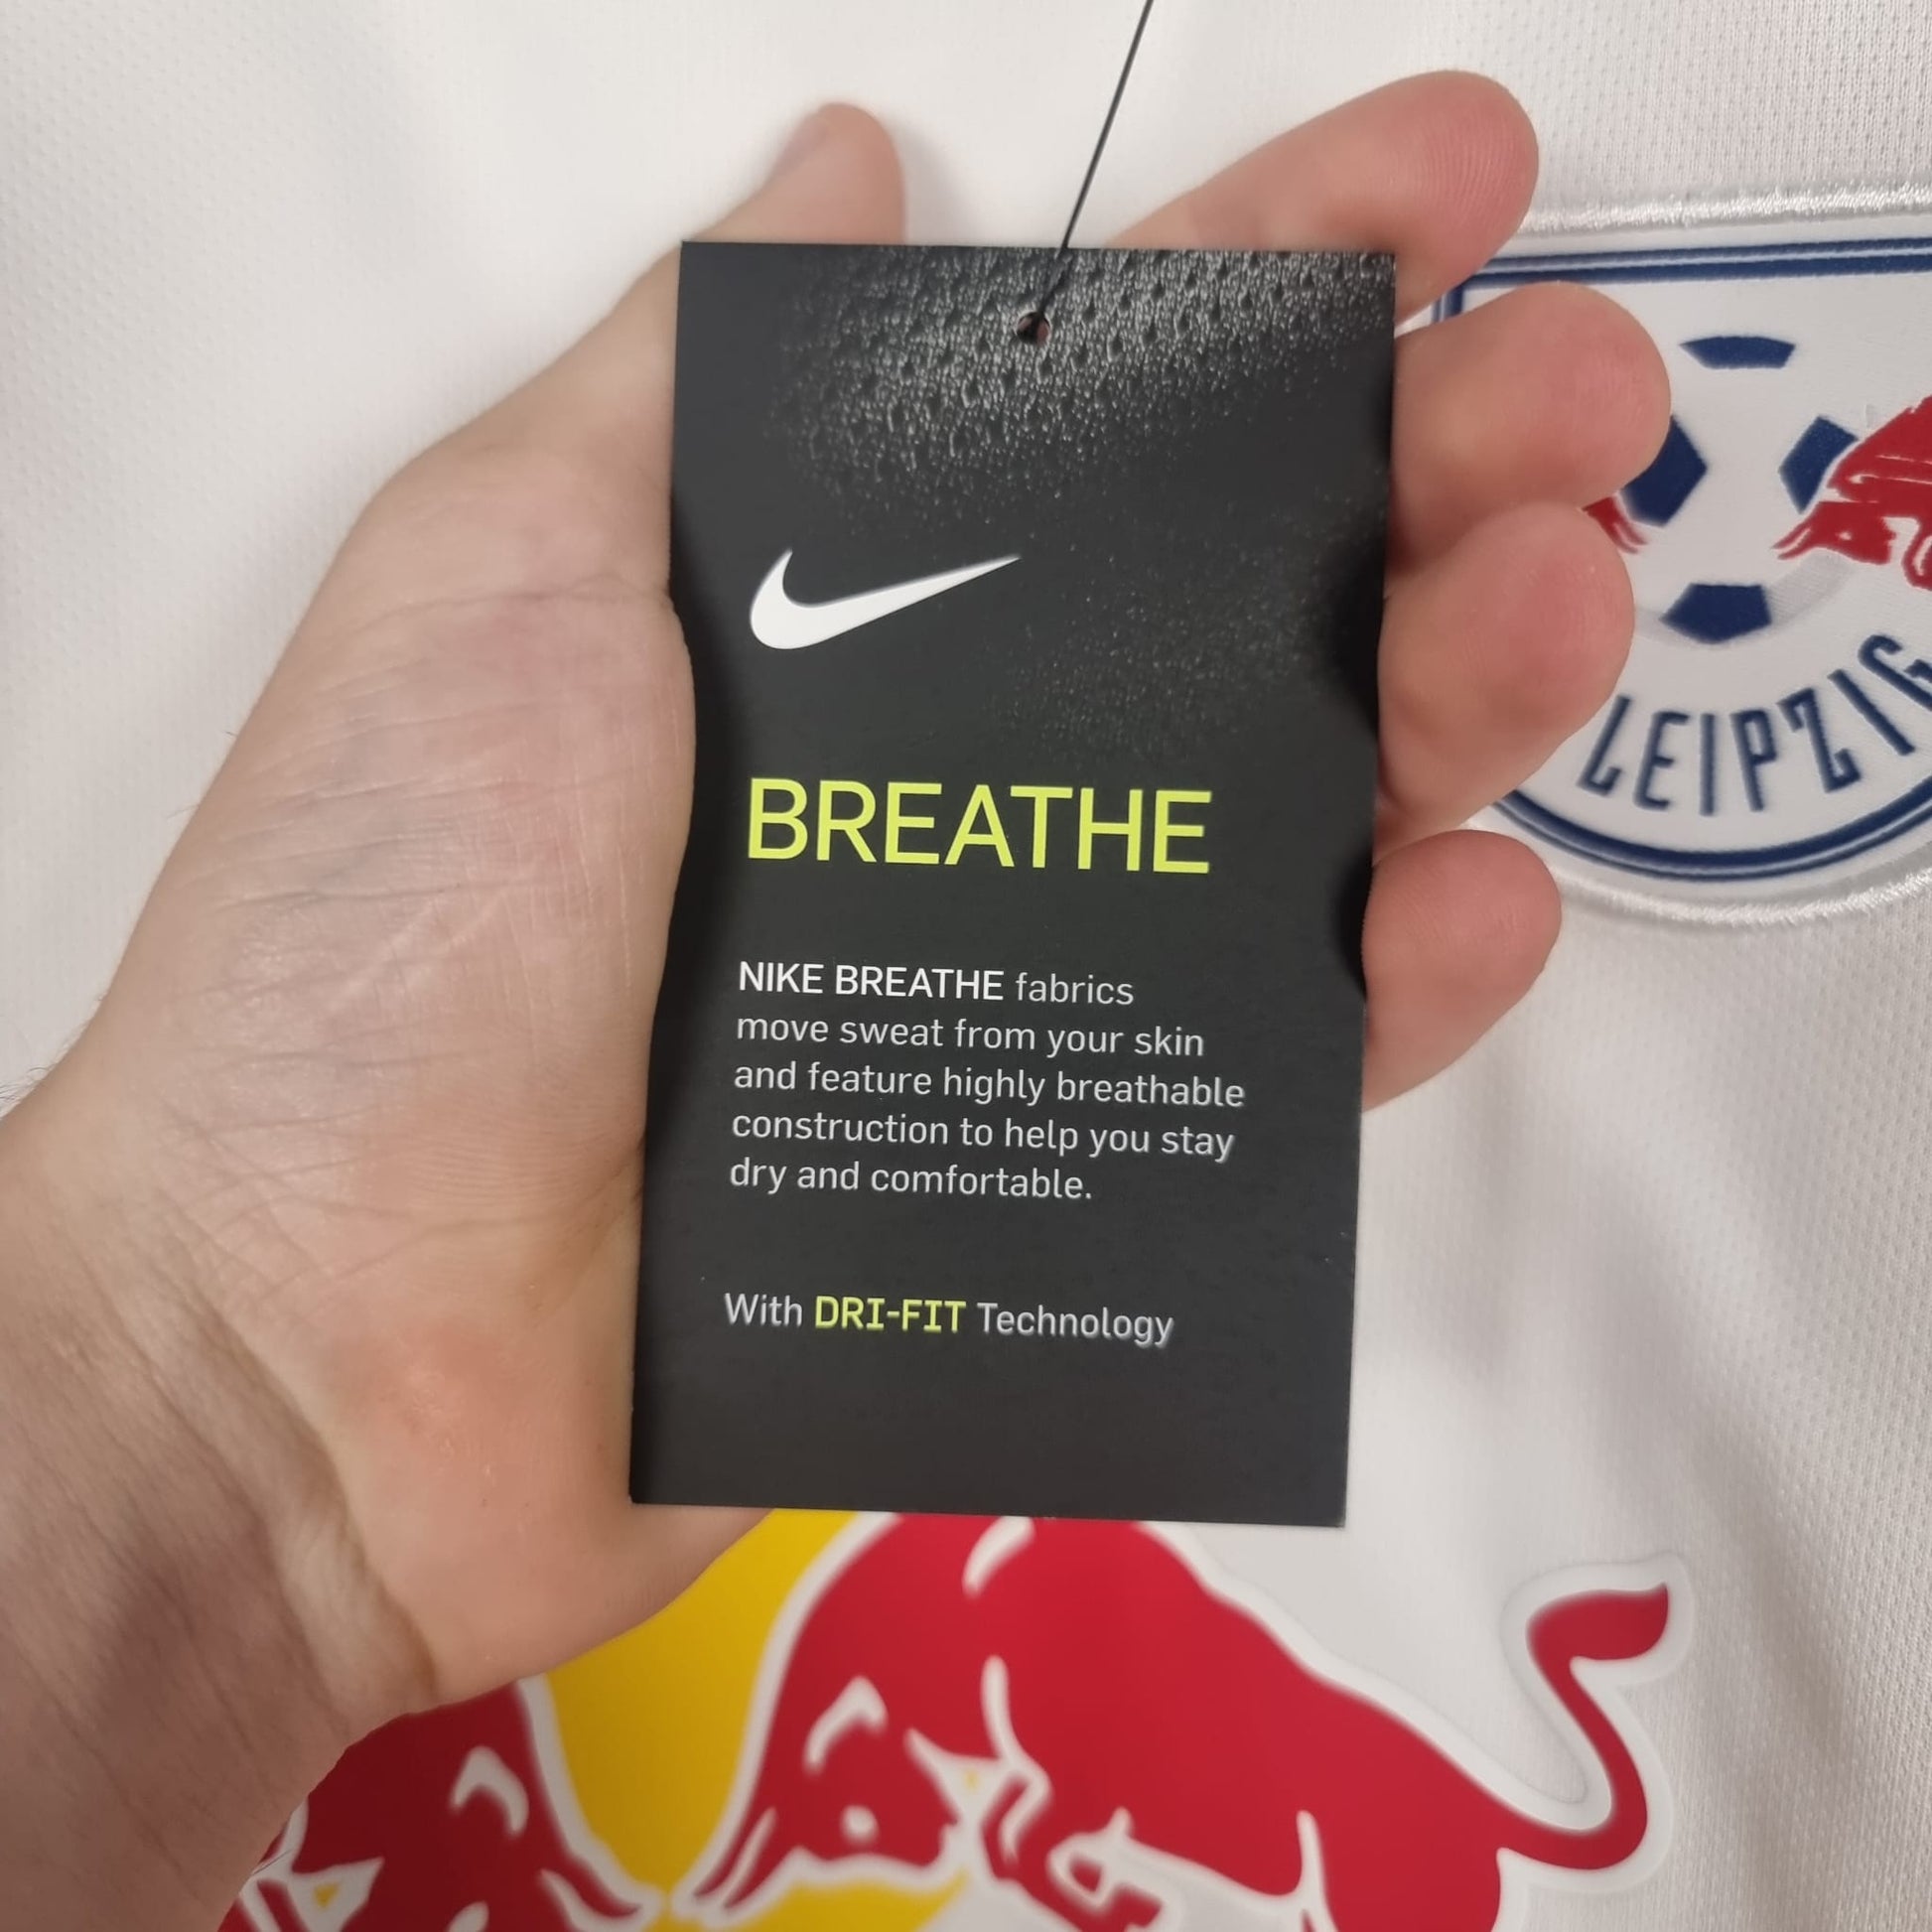 BREATHE
NIKE BREATHE fabrics
move sweat from your skin
and feature highly breathable
construction to help you stay
dry and comfortable.
With DRI-FIT Technology
LEIPZIG